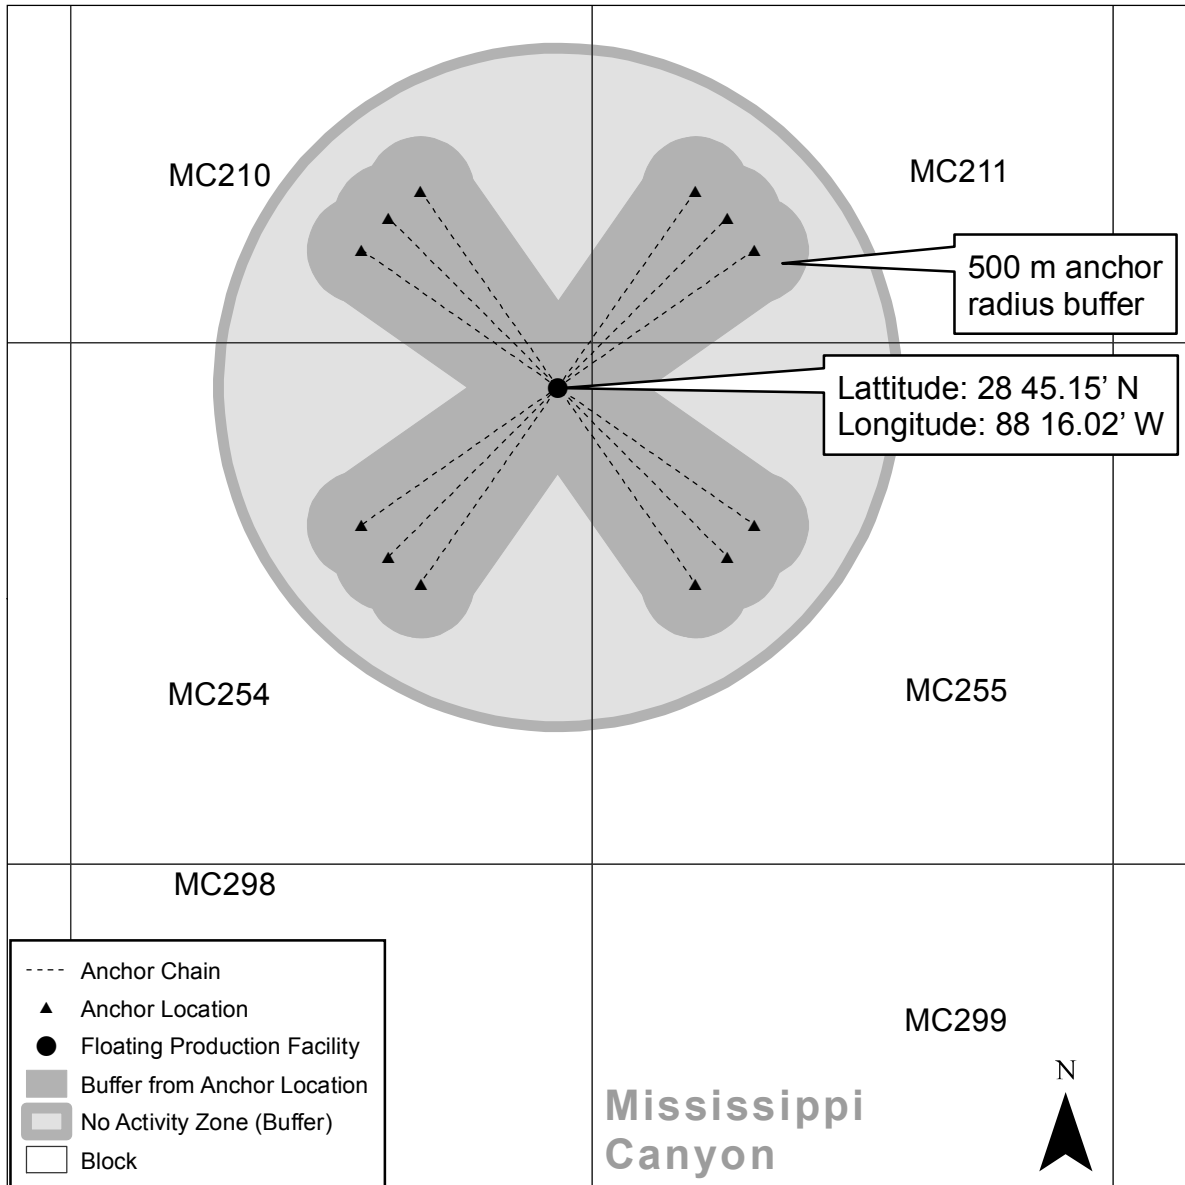 MC210
MC211
500 m anchor
radius buffer
Lattitude: 28 45.15’ N
Longitude: 88 16.02’ W
MC254
MC255
MC298
Anchor Chain
Anchor Location
Floating Production Facility
Buffer from Anchor Location
No Activity Zone (Buffer)
Block
MC299
Mississippi
Canyon
N